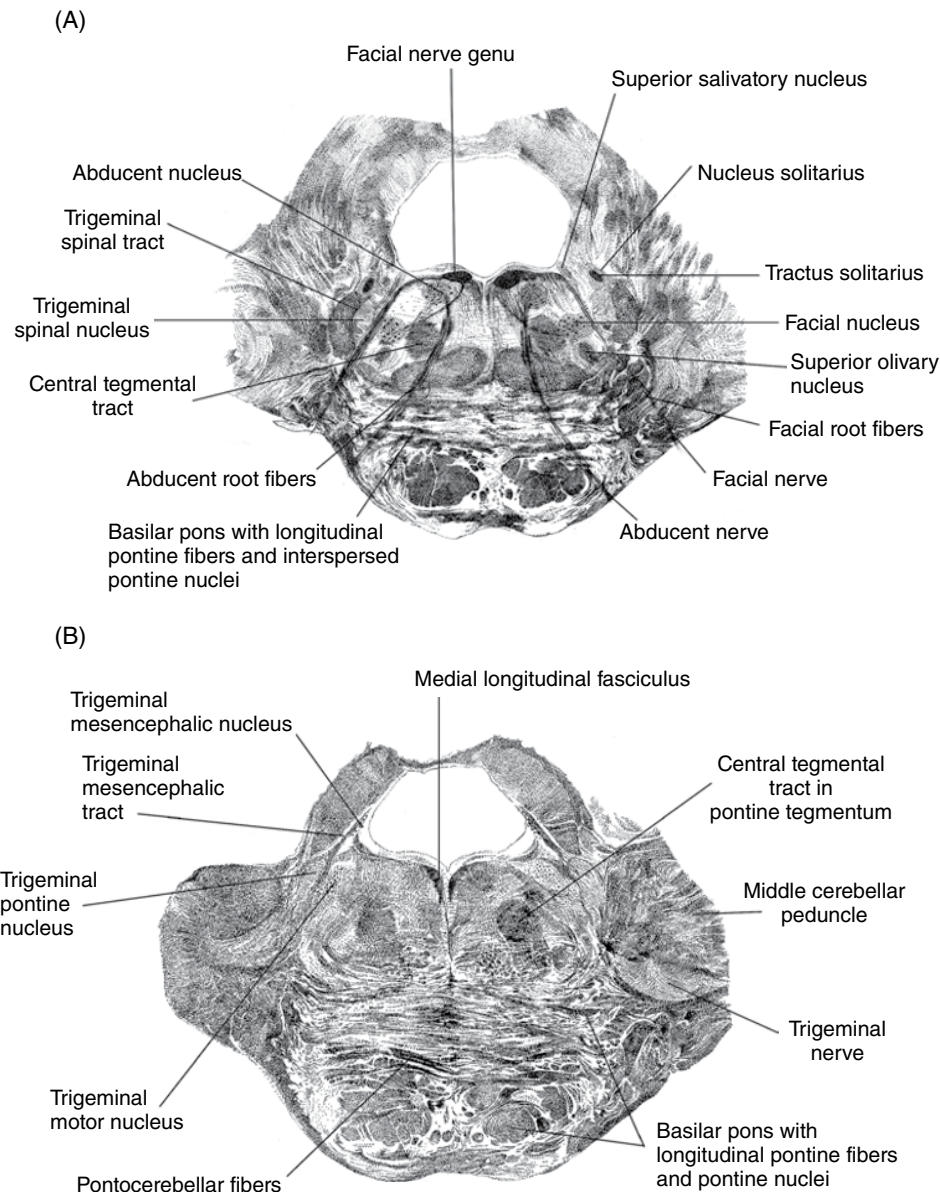 (A)
Facial nerve genu
Superior salivatory nucleus
Abducent nucleus
Nucleus solitarius
Trigeminal
spinal tract
Tractus solitarius
Trigeminal
spinal nucleus
Facial nucleus
Superior olivary
nucleus
Central tegmental
tract
Facial root fibers
Abducent root fibers
Facial nerve
Basilar pons with longitudinal
pontine fibers and interspersed
pontine nuclei
Abducent nerve
(B)
Medial longitudinal fasciculus
Trigeminal
mesencephalic nucleus
Trigeminal
mesencephalic
tract
Central tegmental
tract in
pontine tegmentum
Trigeminal
pontine
nucleus
Middle cerebellar
peduncle
Trigeminal
nerve
Trigeminal
motor nucleus
Basilar pons with
longitudinal pontine fibers
and pontine nuclei
Pontocerebellar fibers